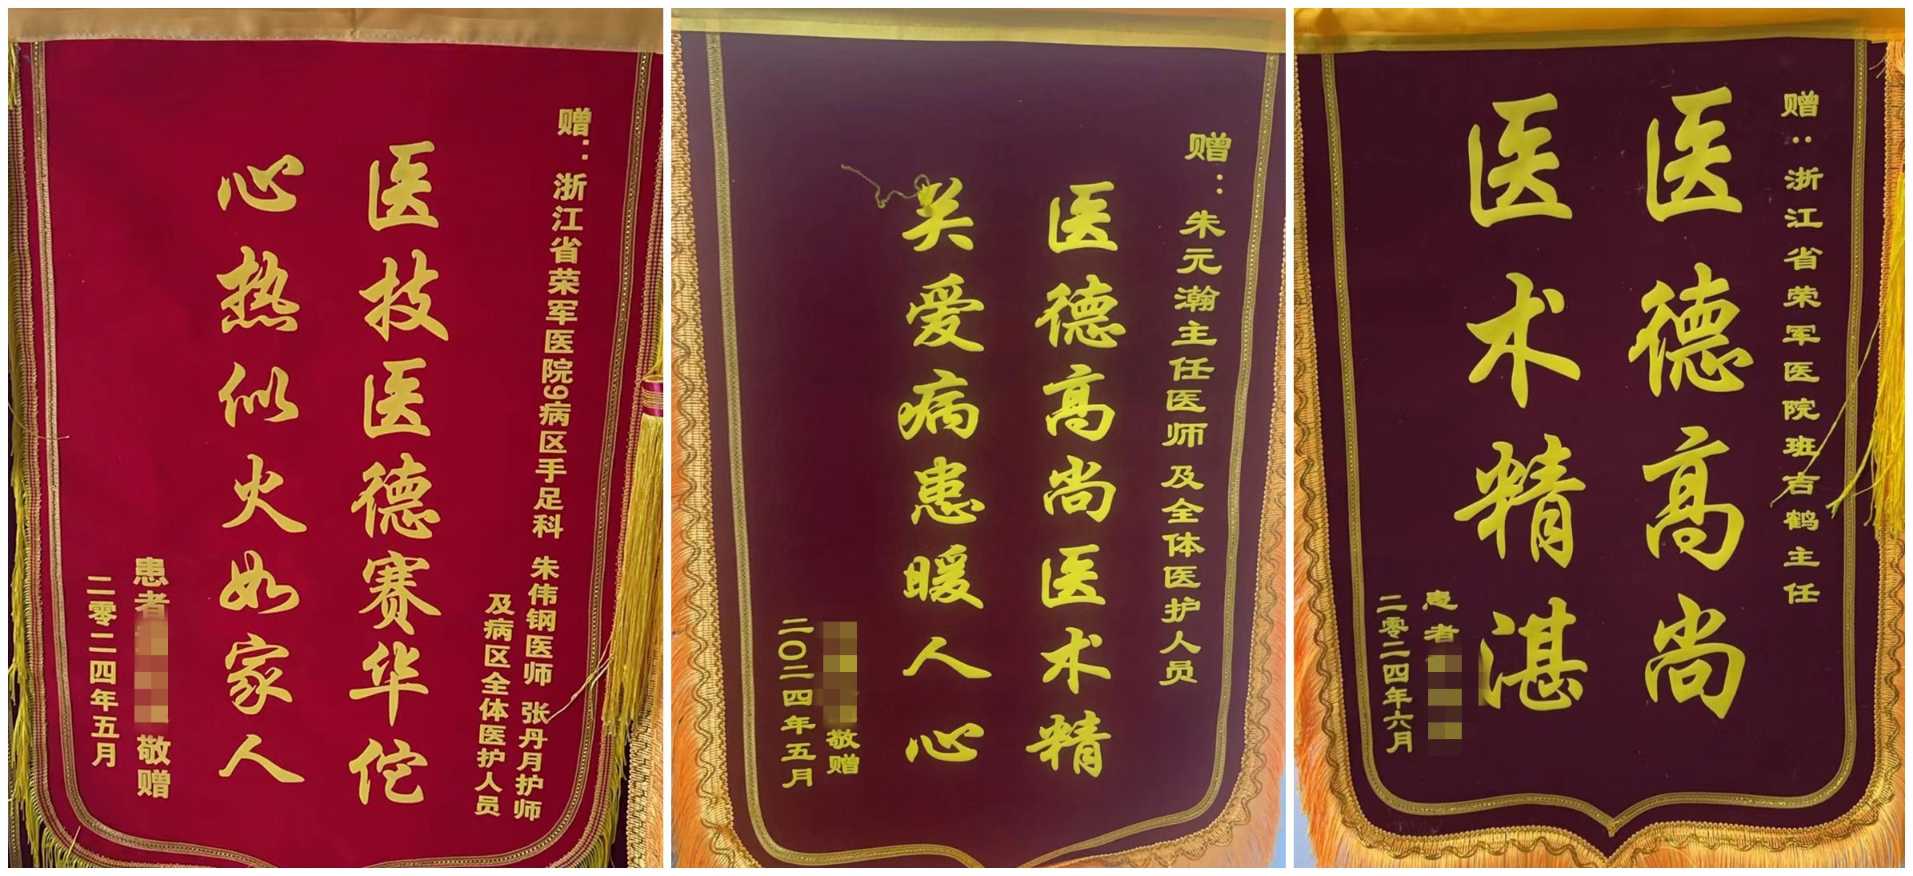 赠：浙江省荣军医院9病区手足科 朱伟钢医师 张丹月护师
及病区全体医护人员
医技医德赛华佗
心热似火如家人
患者 敬赠
二零二四年五月
赠：朱元瀚主任医师及全体医护人员
医德高尚医术精
关爱病患暖人心
敬赠
二〇二四年五月
赠：浙江省荣军医院班吉鹤主任
医德高尚
医术精湛
患者
二零二四年六月